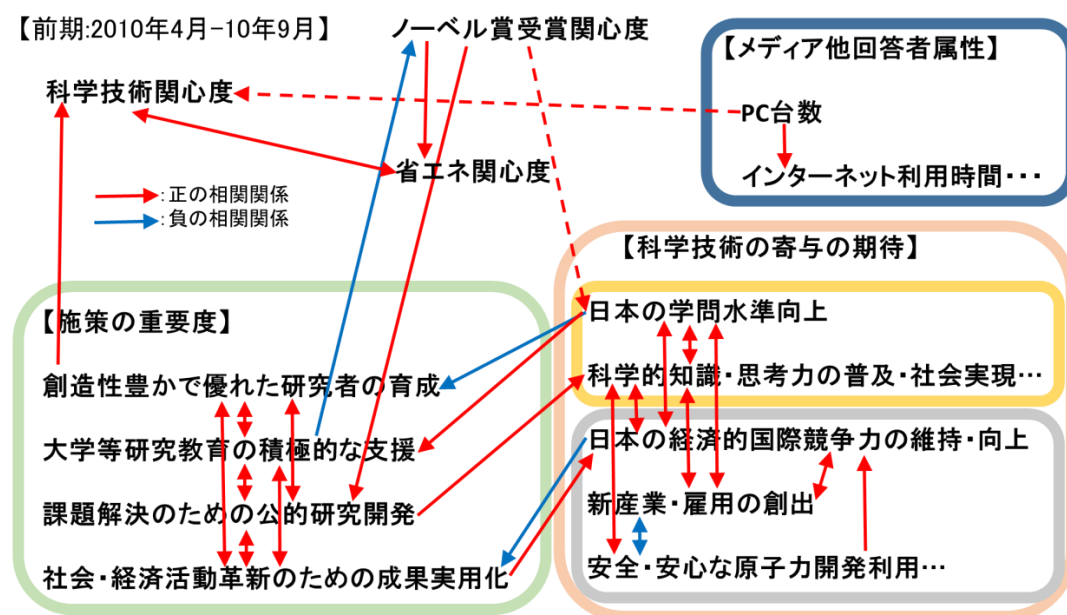 【前期:2010年4月-10年9月】
ノーベル賞受賞関心度
【メディア他回答者属性】
科学技術関心度
PC台数
省エネ関心度
インターネット利用時間・・・
:正の相関関係
:負の相関関係
【科学技術の寄与の期待】
【施策の重要度】
日本の学問水準向上
創造性豊かで優れた研究者の育成
科学的知識・思考力の普及・社会実現…
大学等研究教育の積極的な支援
日本の経済的国際競争力の維持・向上
課題解決のための公的研究開発
新産業・雇用の創出
社会・経済活動革新のための成果実用化
安全・安心な原子力開発利用…